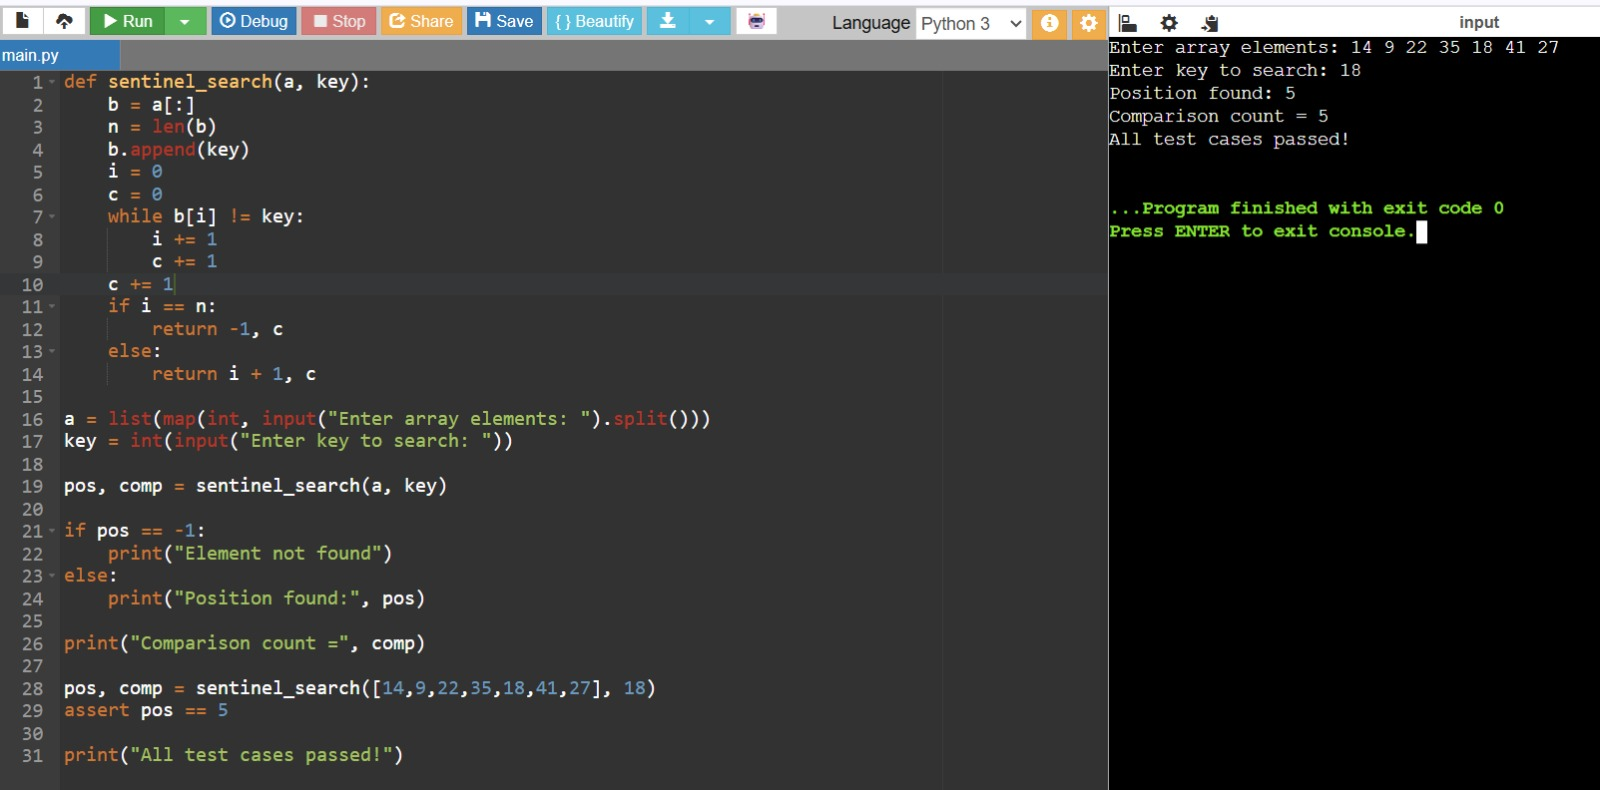 Run Debug Stop Share Save { } Beautify Language Python 3
input
main.py
1 def sentinel_search(a, key):
2     b = a[:]
3     n = len(b)
4     b.append(key)
5     i = 0
6     c = 0
7     while b[i] != key:
8         i += 1
9         c += 1
10     c += 1
11     if i == n:
12         return -1, c
13     else:
14         return i + 1, c
15
16 a = list(map(int, input("Enter array elements: ").split()))
17 key = int(input("Enter key to search: "))
18
19 pos, comp = sentinel_search(a, key)
20
21 if pos == -1:
22     print("Element not found")
23 else:
24     print("Position found:", pos)
25
26 print("Comparison count =", comp)
27
28 pos, comp = sentinel_search([14,9,22,35,18,41,27], 18)
29 assert pos == 5
30
31 print("All test cases passed!")
Enter array elements: 14 9 22 35 18 41 27
Enter key to search: 18
Position found: 5
Comparison count = 5
All test cases passed!
...Program finished with exit code 0
Press ENTER to exit console.